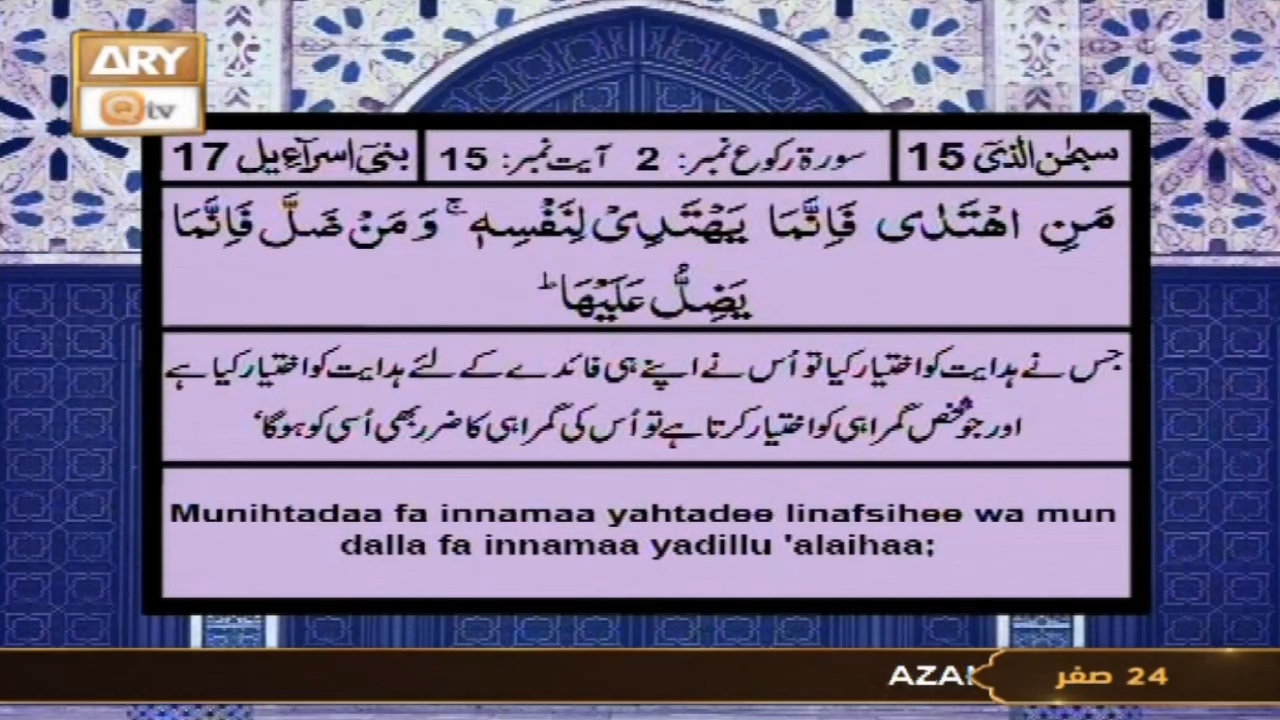 ARY
Qtv
سبحٰن الذی 15
سورۃ رکوع نمبر: 2 آیت نمبر: 15
بنی اسرآءیل 17
مَنِ اهْتَدٰی فَاِنَّمَا یَهْتَدِیْ لِنَفْسِهٖ ۚ وَ مَنْ ضَلَّ فَاِنَّمَا
یَضِلُّ عَلَیْهَا ؕ
جس نے ہدایت کو اختیار کیا تو اُس نے اپنے ہی فائدے کے لئے ہدایت کو اختیار کیا ہے
اور جو شخص گمراہی کو اختیار کرتا ہے تو اُس کی گمراہی کا ضرر بھی اُسی کو ہوگا‘
Munihtadaa fa innamaa yahtadee linafsihee wa mun
dalla fa innamaa yadillu 'alaihaa;
24 صفر